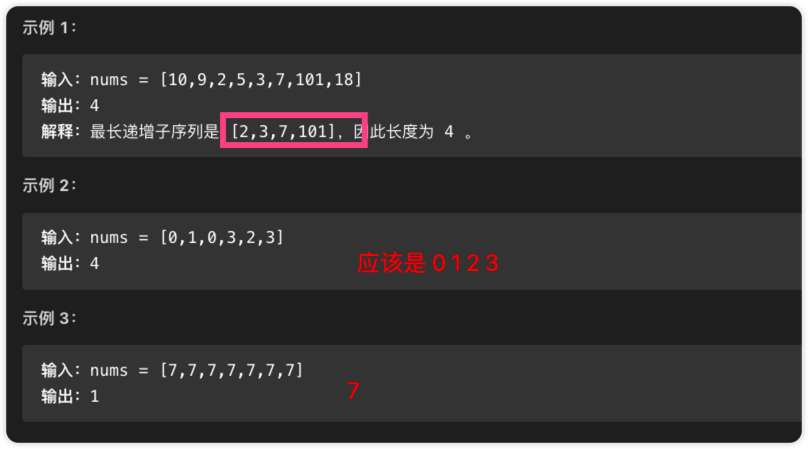 示例 1：
输入：nums = [10,9,2,5,3,7,101,18]
输出：4
解释：最长递增子序列是 [2,3,7,101]，因此长度为 4 。
示例 2：
输入：nums = [0,1,0,3,2,3]
输出：4
应该是 0 1 2 3
示例 3：
输入：nums = [7,7,7,7,7,7,7]
输出：1
7